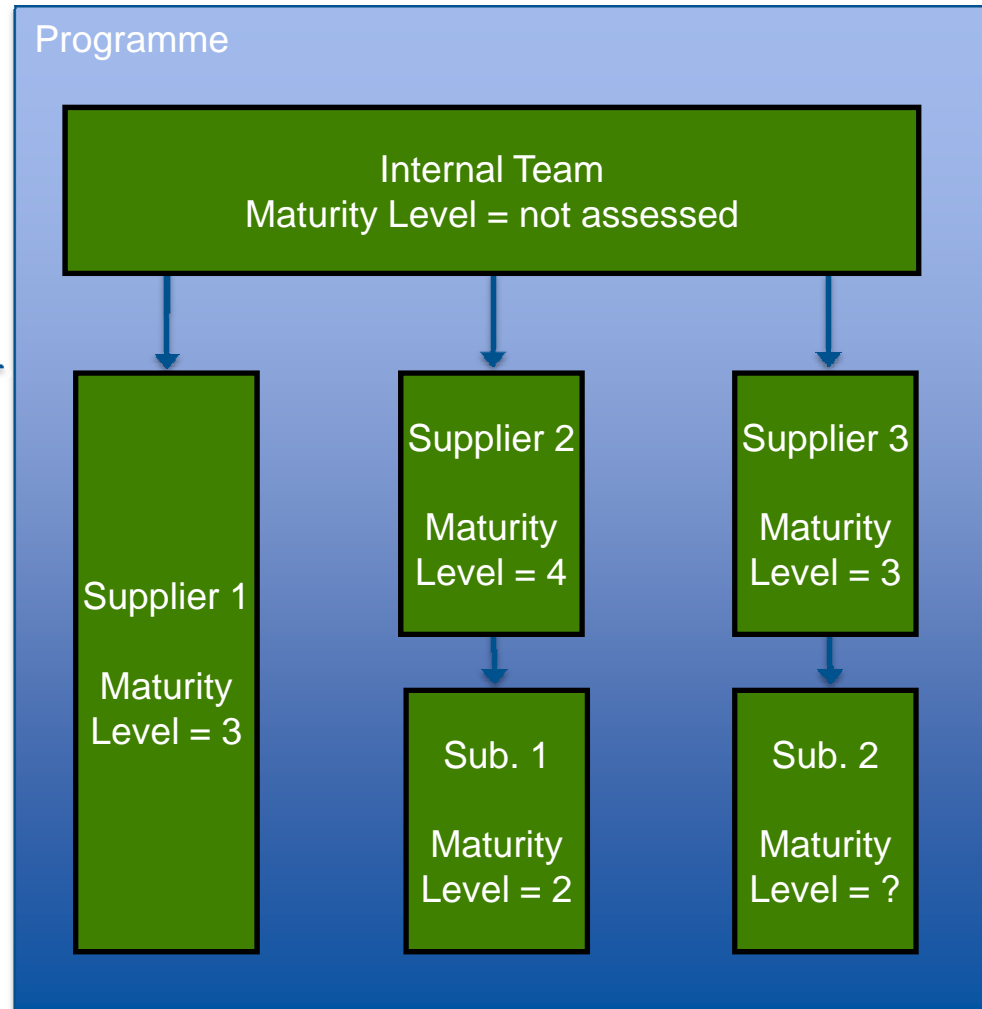 Programme
Internal Team
Maturity Level = not assessed
Supplier 1
Maturity
Level = 3
Supplier 2
Maturity
Level = 4
Supplier 3
Maturity
Level = 3
Sub. 1
Maturity
Level = 2
Sub. 2
Maturity
Level = ?